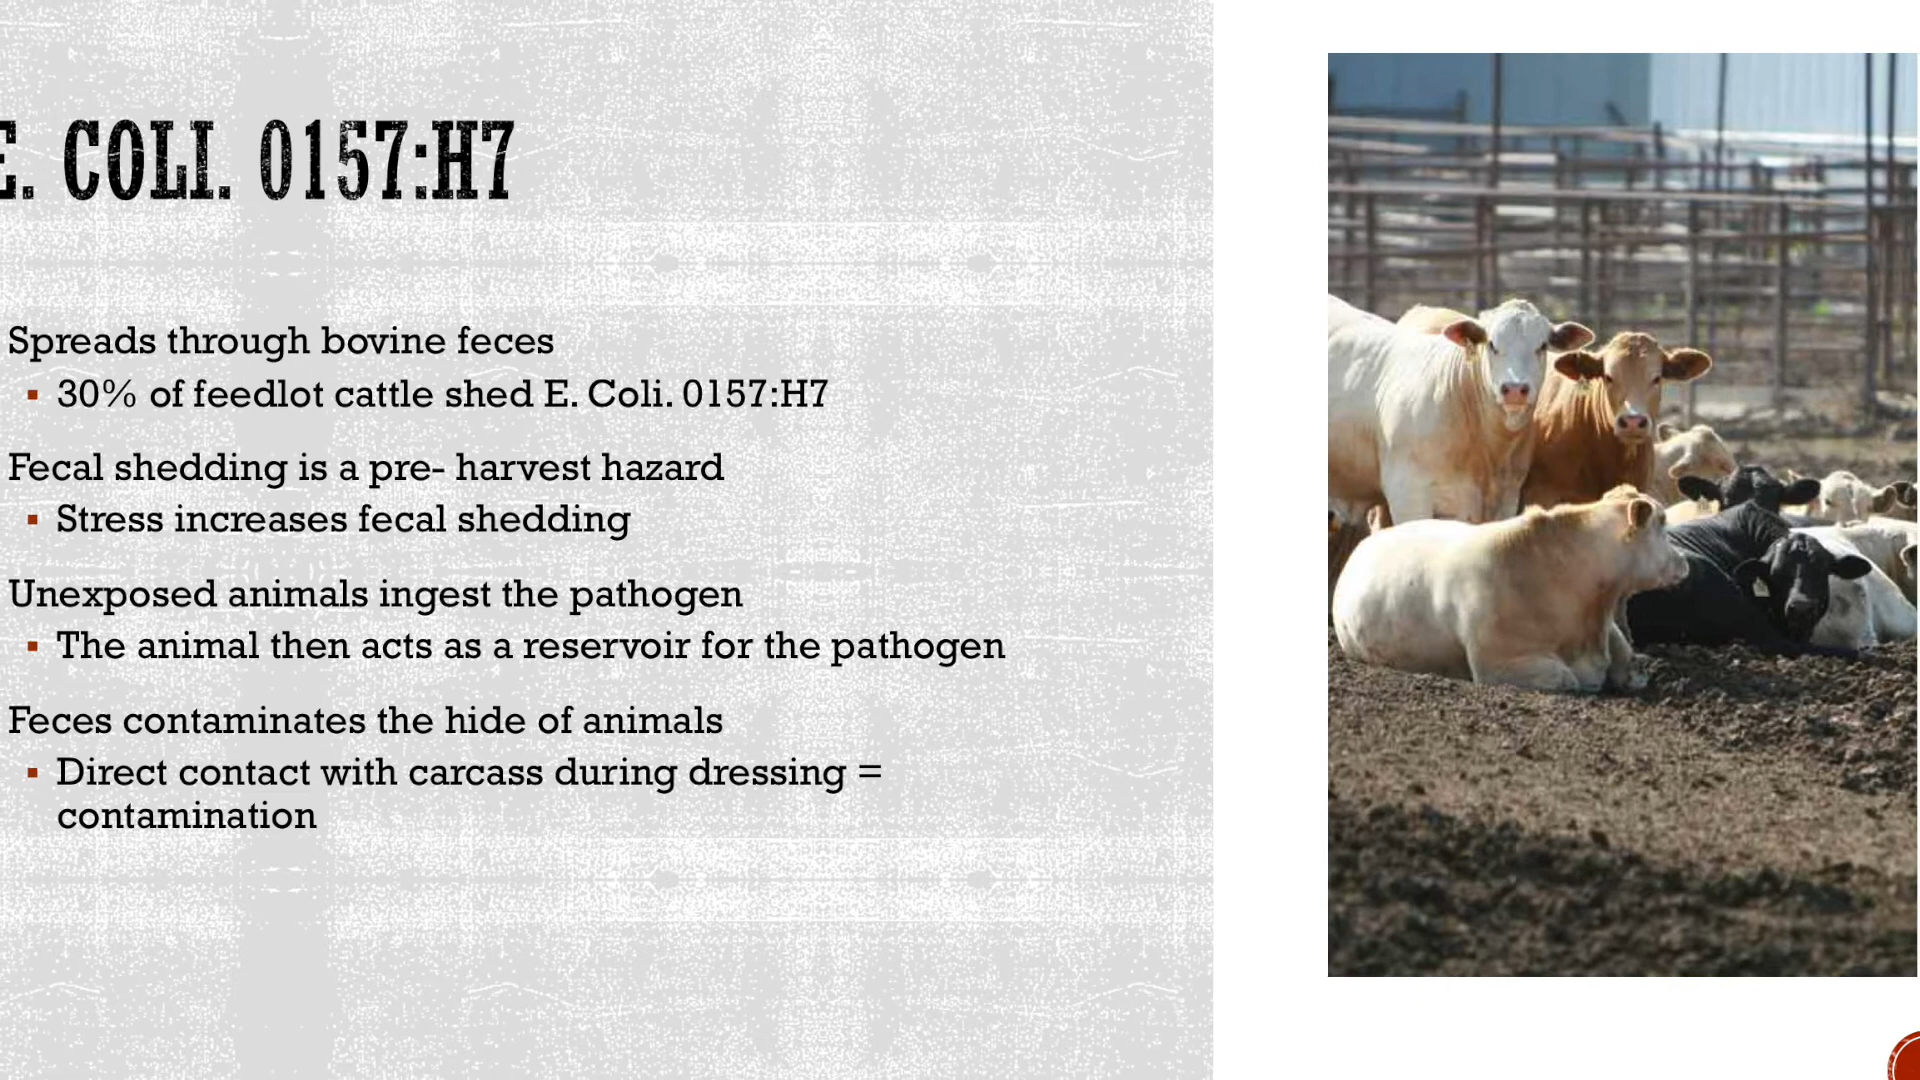 E. COLI. 0157:H7
Spreads through bovine feces
▪ 30% of feedlot cattle shed E. Coli. 0157:H7
Fecal shedding is a pre- harvest hazard
▪ Stress increases fecal shedding
Unexposed animals ingest the pathogen
▪ The animal then acts as a reservoir for the pathogen
Feces contaminates the hide of animals
▪ Direct contact with carcass during dressing =
contamination